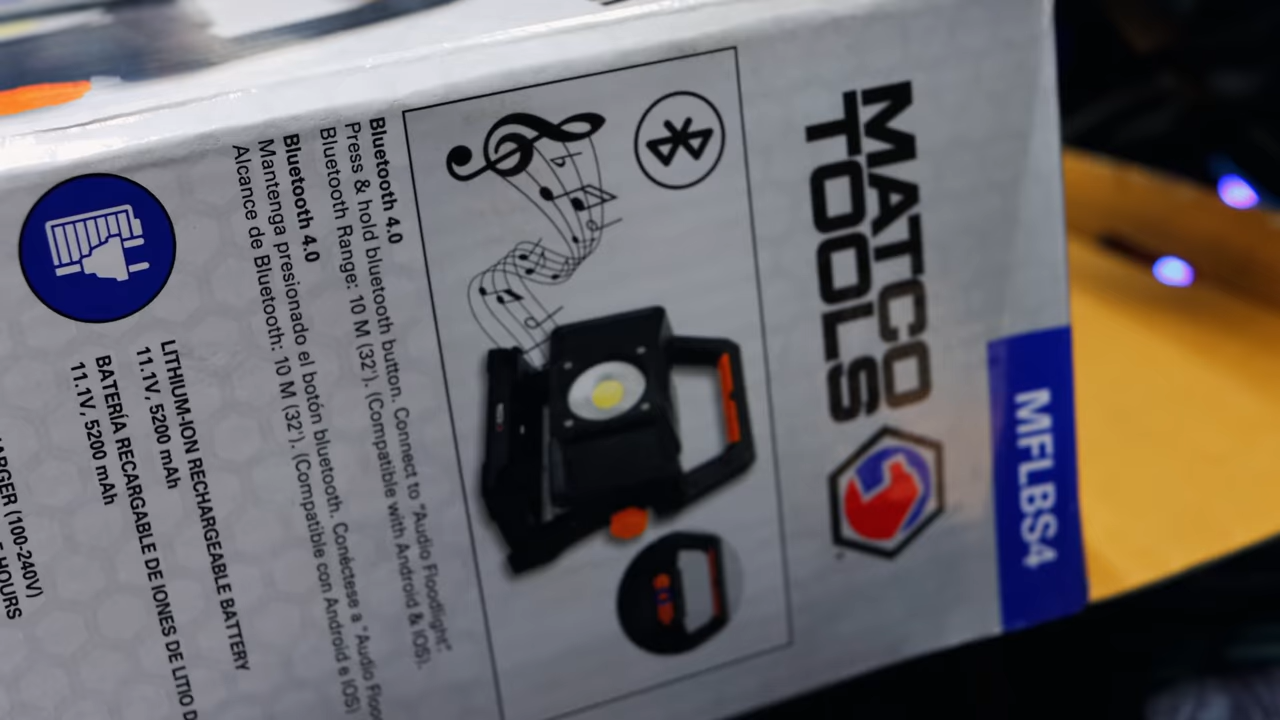 MATCO
TOOLS
MFLBS4
Bluetooth 4.0
Press & hold bluetooth button. Connect to "Audio Floodlight".
Bluetooth Range: 10 M (32'). (Compatible with Android & iOS).
Bluetooth 4.0
Mantenga presionado el botón bluetooth. Conéctese a "Audio
Alcance de Bluetooth: 10 M (32'). (Compatible con Android e iOS)
LITHIUM-ION RECHARGEABLE BATTERY
11.1V, 5200 mAh
BATERÍA RECARGABLE DE IONES DE LITIO
11.1V, 5200 mAh
(100-240V)
HOURS